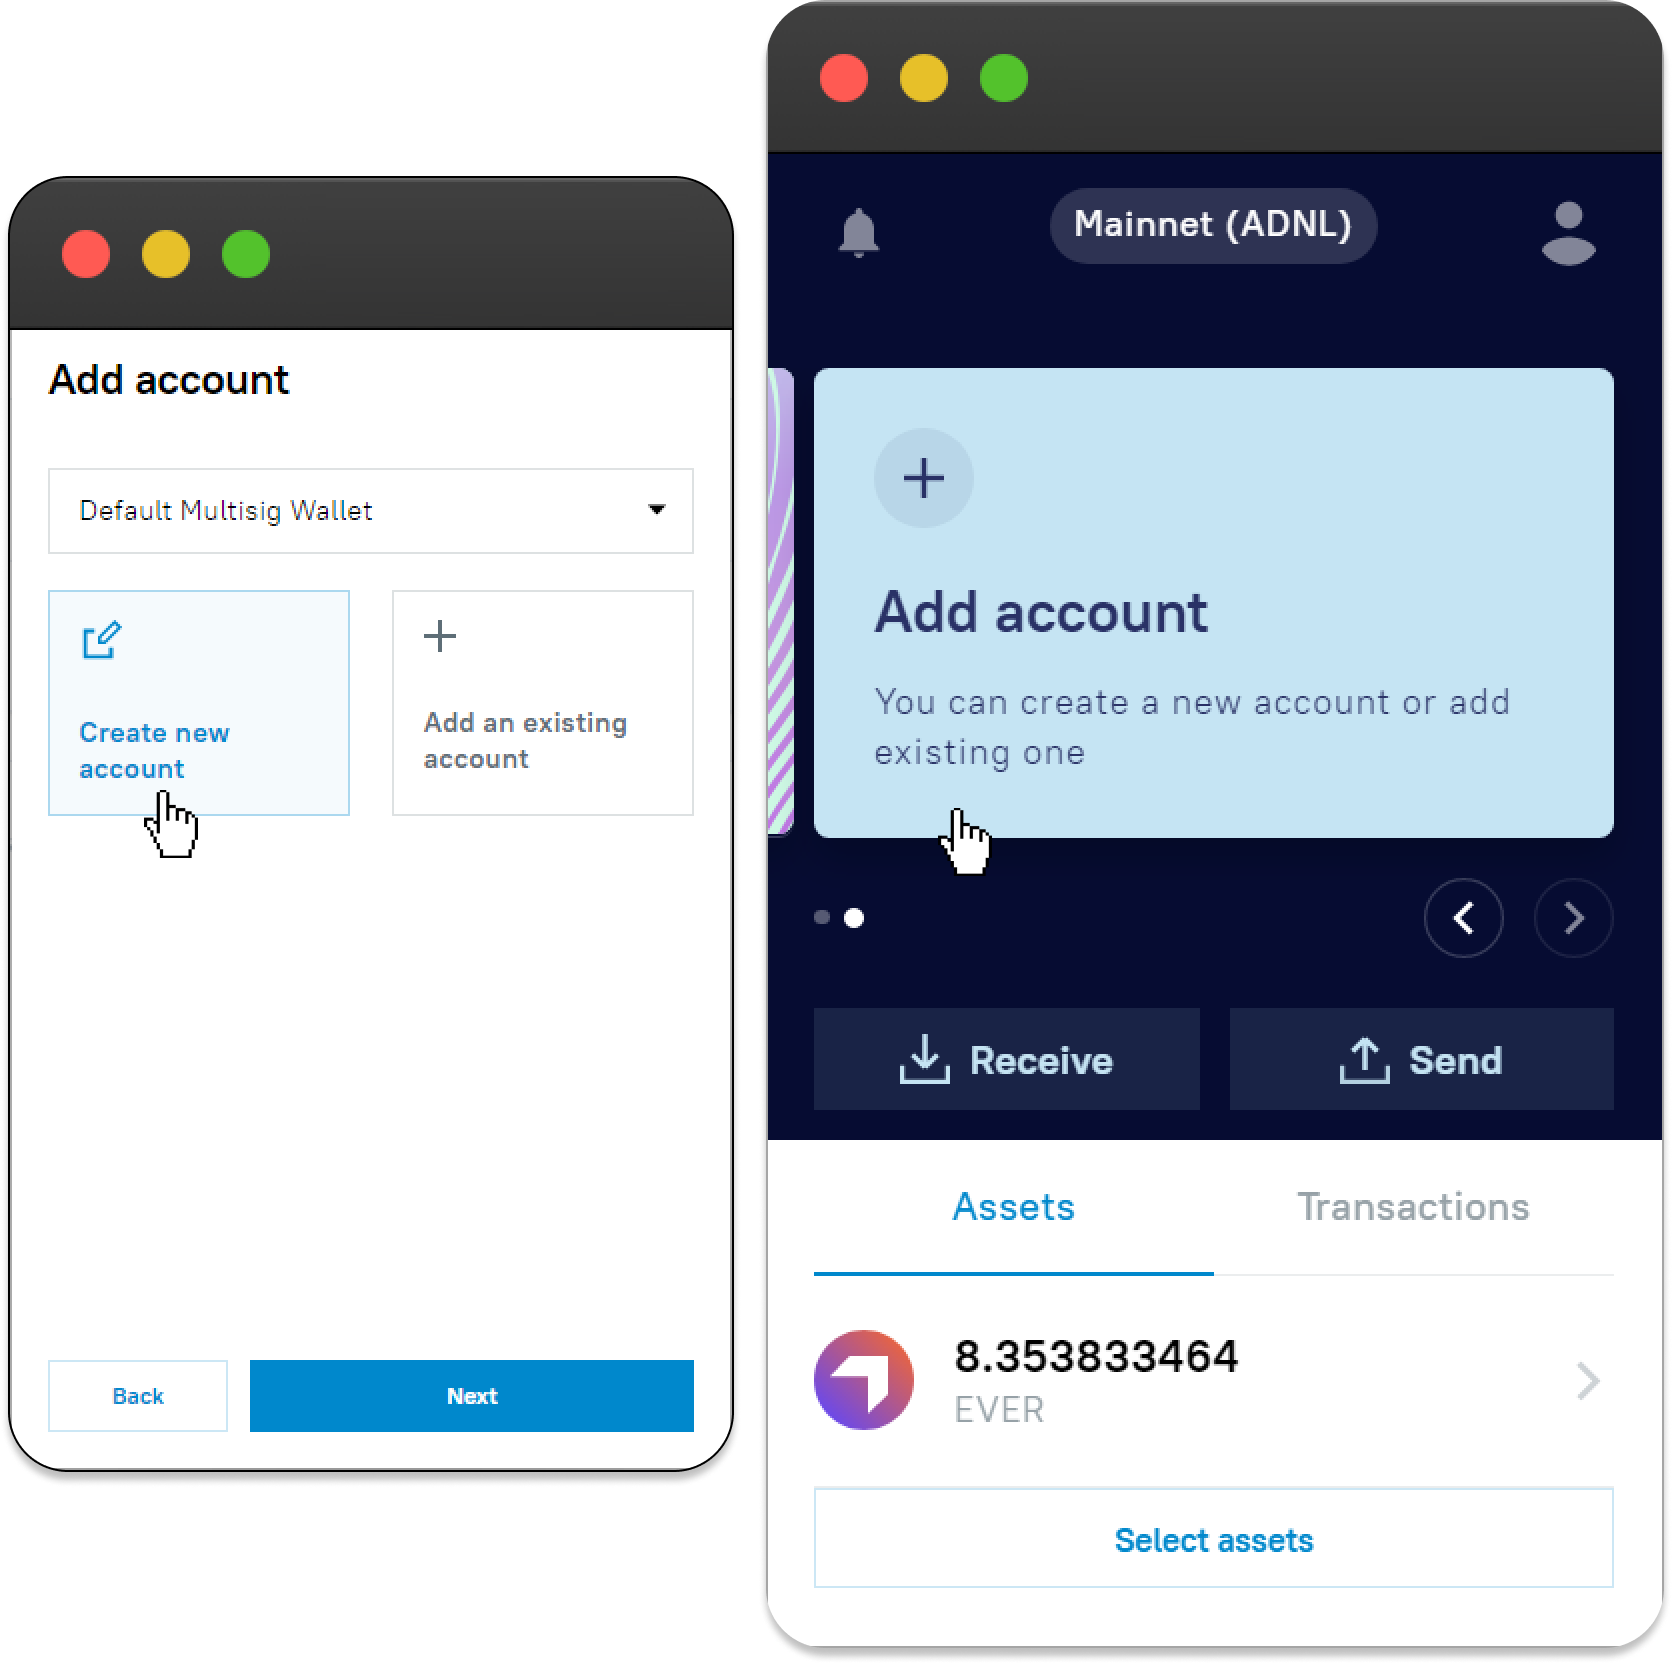 Add account
Default Multisig Wallet
Create new
account
Add an existing
account
Back
Next
Mainnet (ADNL)
Add account
You can create a new account or add
existing one
Receive
Send
Assets
Transactions
8.353833464
EVER
Select assets